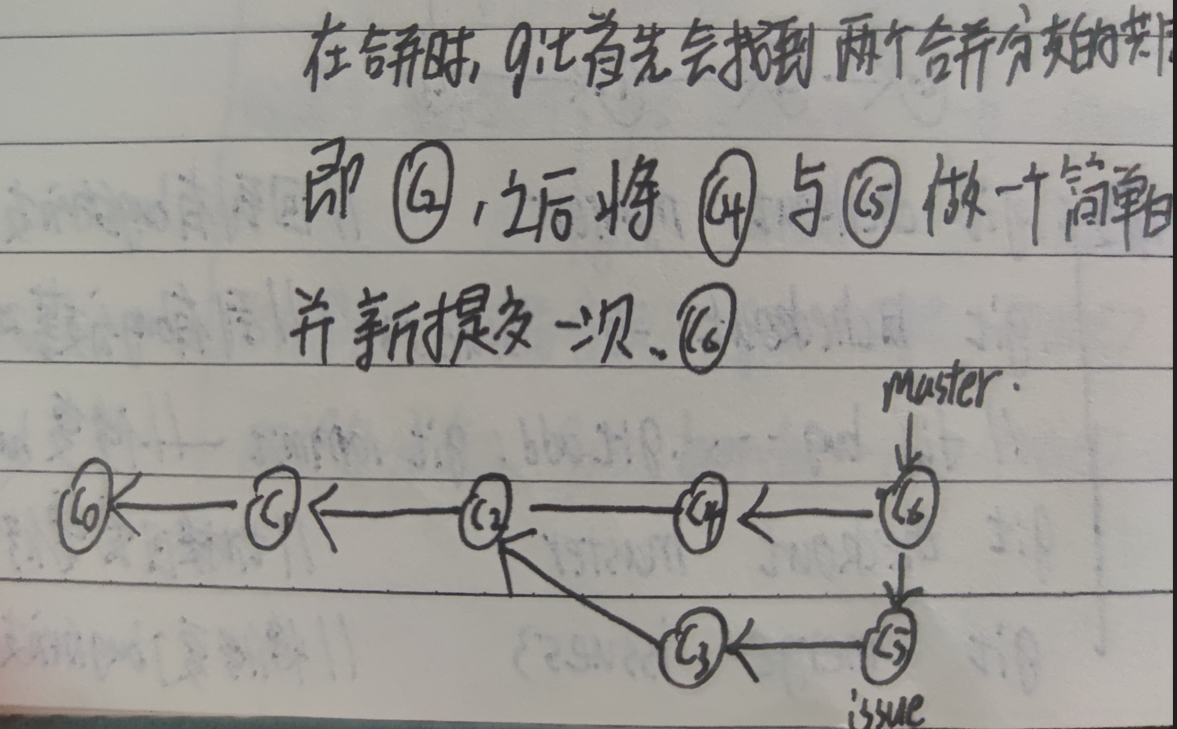 在合并时, git首先会找到 两个合并分支的共
即 C2, 之后将 C4 与 C5 做一个简单
并新提交一次. C6
master.
C0 C1 C2 C4 C6
C3 C5
issue